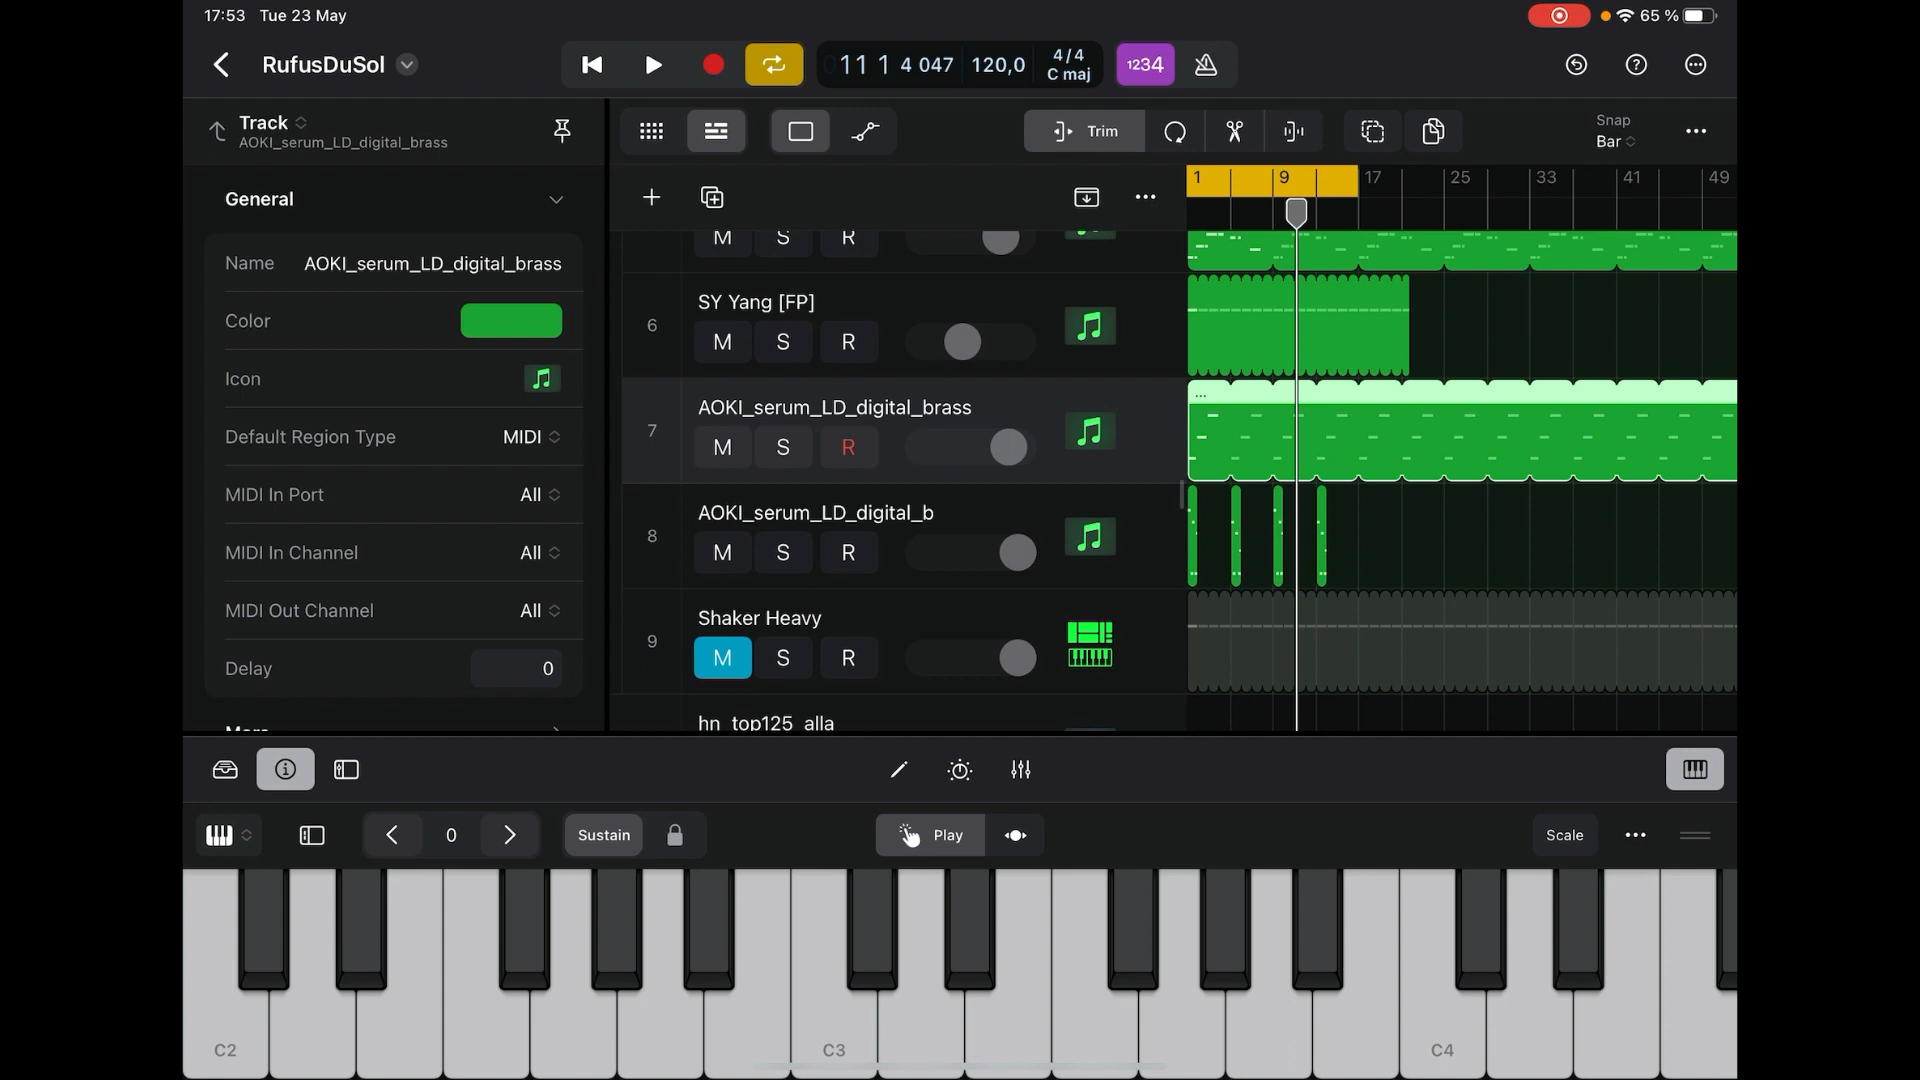 17:53 Tue 23 May
65 %
RufusDuSol
11 1 4 047
120,0
4/4
C maj
1234
?
Track
AOKI_serum_LD_digital_brass
Trim
Snap
Bar
General
1 9 17 25 33 41 49
M S R
Name AOKI_serum_LD_digital_brass
6 SY Yang [FP]
Color
M S R
Icon
7 AOKI_serum_LD_digital_brass
...
Default Region Type MIDI
M S R
MIDI In Port All
8 AOKI_serum_LD_digital_b
MIDI In Channel All
M S R
MIDI Out Channel All
9 Shaker Heavy
Delay 0
M S R
hn_top125_alla
0
Sustain
Play
Scale
C2 C3 C4